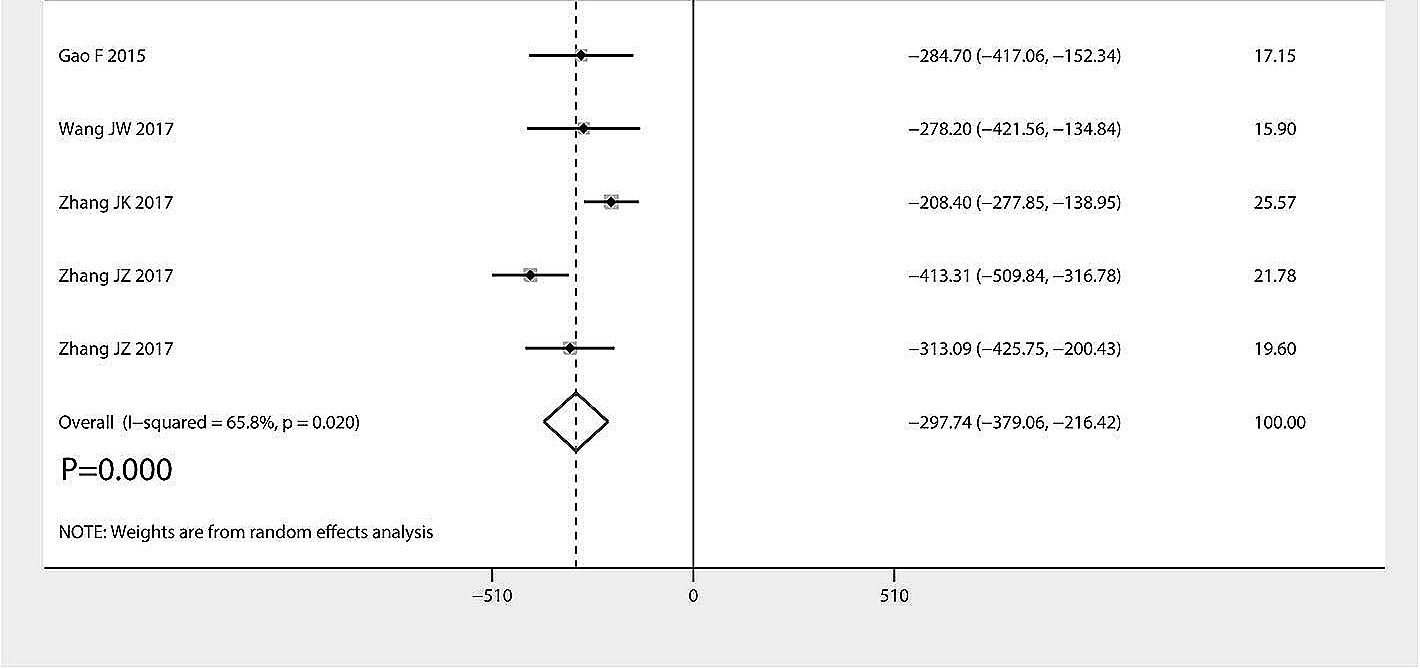 Gao F 2015 −284.70 (−417.06, −152.34) 17.15
Wang JW 2017 −278.20 (−421.56, −134.84) 15.90
Zhang JK 2017 −208.40 (−277.85, −138.95) 25.57
Zhang JZ 2017 −413.31 (−509.84, −316.78) 21.78
Zhang JZ 2017 −313.09 (−425.75, −200.43) 19.60
Overall (I−squared = 65.8%, p = 0.020) −297.74 (−379.06, −216.42) 100.00
P=0.000
NOTE: Weights are from random effects analysis
−510 0 510